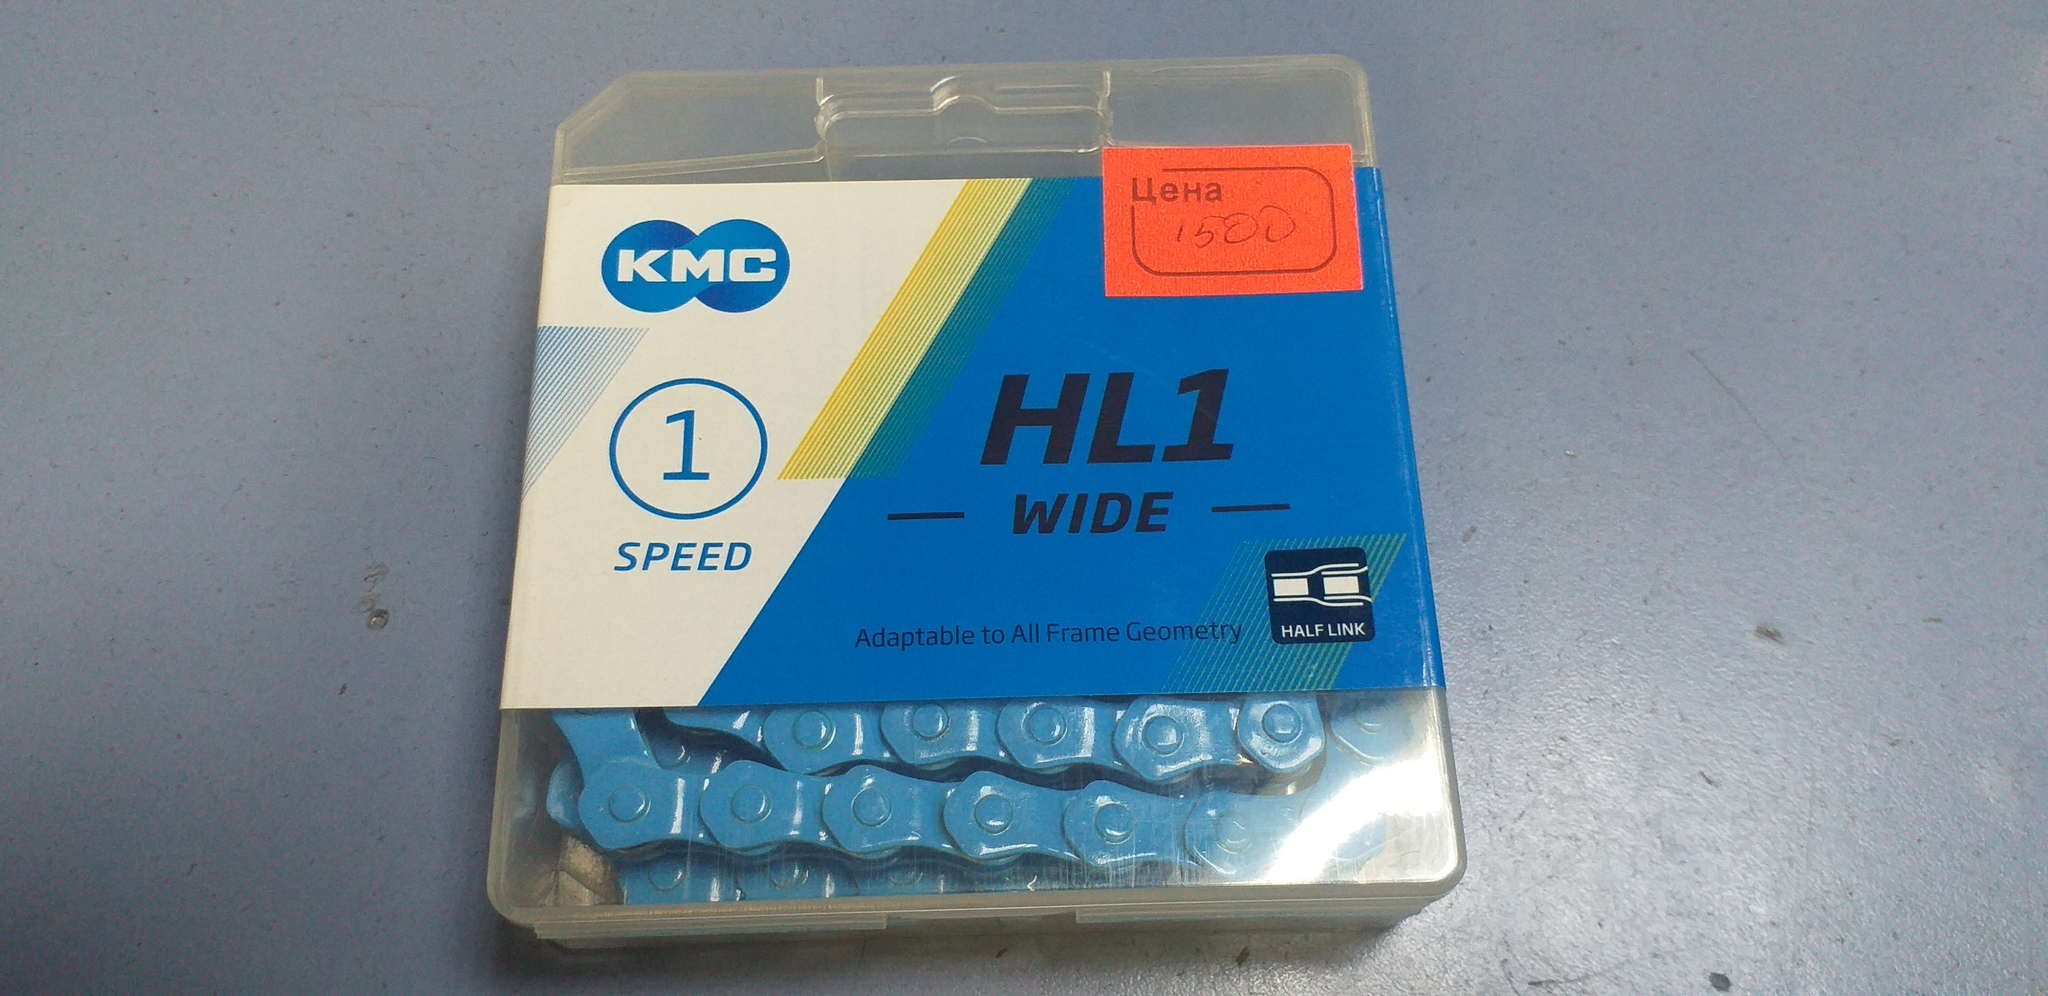 Цена
1500
KMC
1
SPEED
HL1
WIDE
Adaptable to All Frame Geometry
HALF LINK